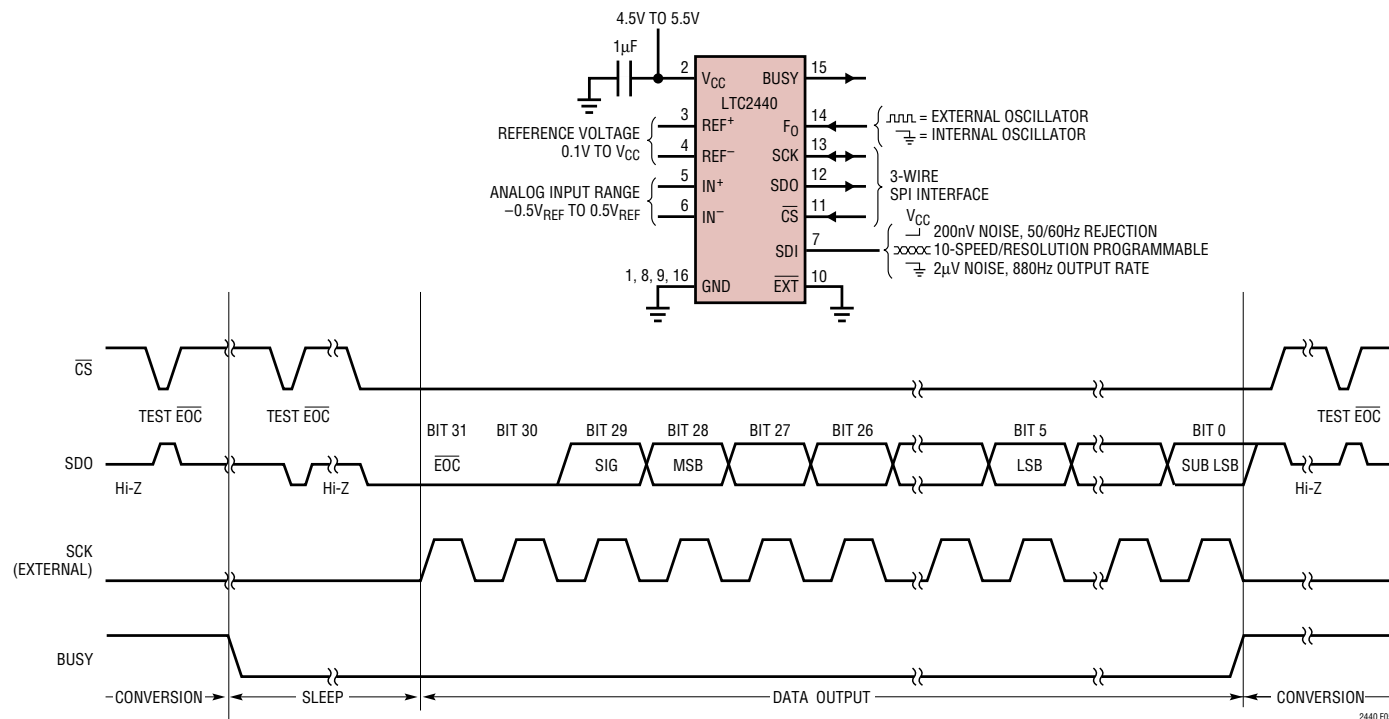 4.5V TO 5.5V
1µF
2 VCC BUSY 15
LTC2440
3 REF+ FO 14
= EXTERNAL OSCILLATOR
= INTERNAL OSCILLATOR
REFERENCE VOLTAGE
0.1V TO VCC
4 REF− SCK 13
5 IN+ SDO 12
3-WIRE
SPI INTERFACE
ANALOG INPUT RANGE
−0.5VREF TO 0.5VREF
6 IN− CS 11
VCC
200nV NOISE, 50/60Hz REJECTION
SDI 7
10-SPEED/RESOLUTION PROGRAMMABLE
2µV NOISE, 880Hz OUTPUT RATE
1, 8, 9, 16 GND EXT 10
CS
TEST EOC TEST EOC TEST EOC
BIT 31 BIT 30 BIT 29 BIT 28 BIT 27 BIT 26 BIT 5 BIT 0
SDO EOC SIG MSB LSB SUB LSB
Hi-Z Hi-Z Hi-Z
SCK
(EXTERNAL)
BUSY
CONVERSION SLEEP DATA OUTPUT CONVERSION